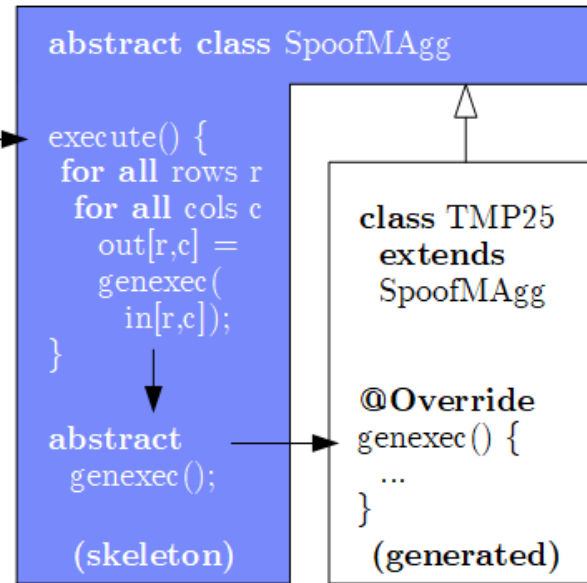 abstract class SpoofMAgg
execute() {
for all rows r
for all cols c
out[r,c] =
genexec(
in[r,c]);
}
abstract
genexec();
(skeleton)
class TMP25
extends
SpoofMAgg
@Override
genexec() {
...
}
(generated)